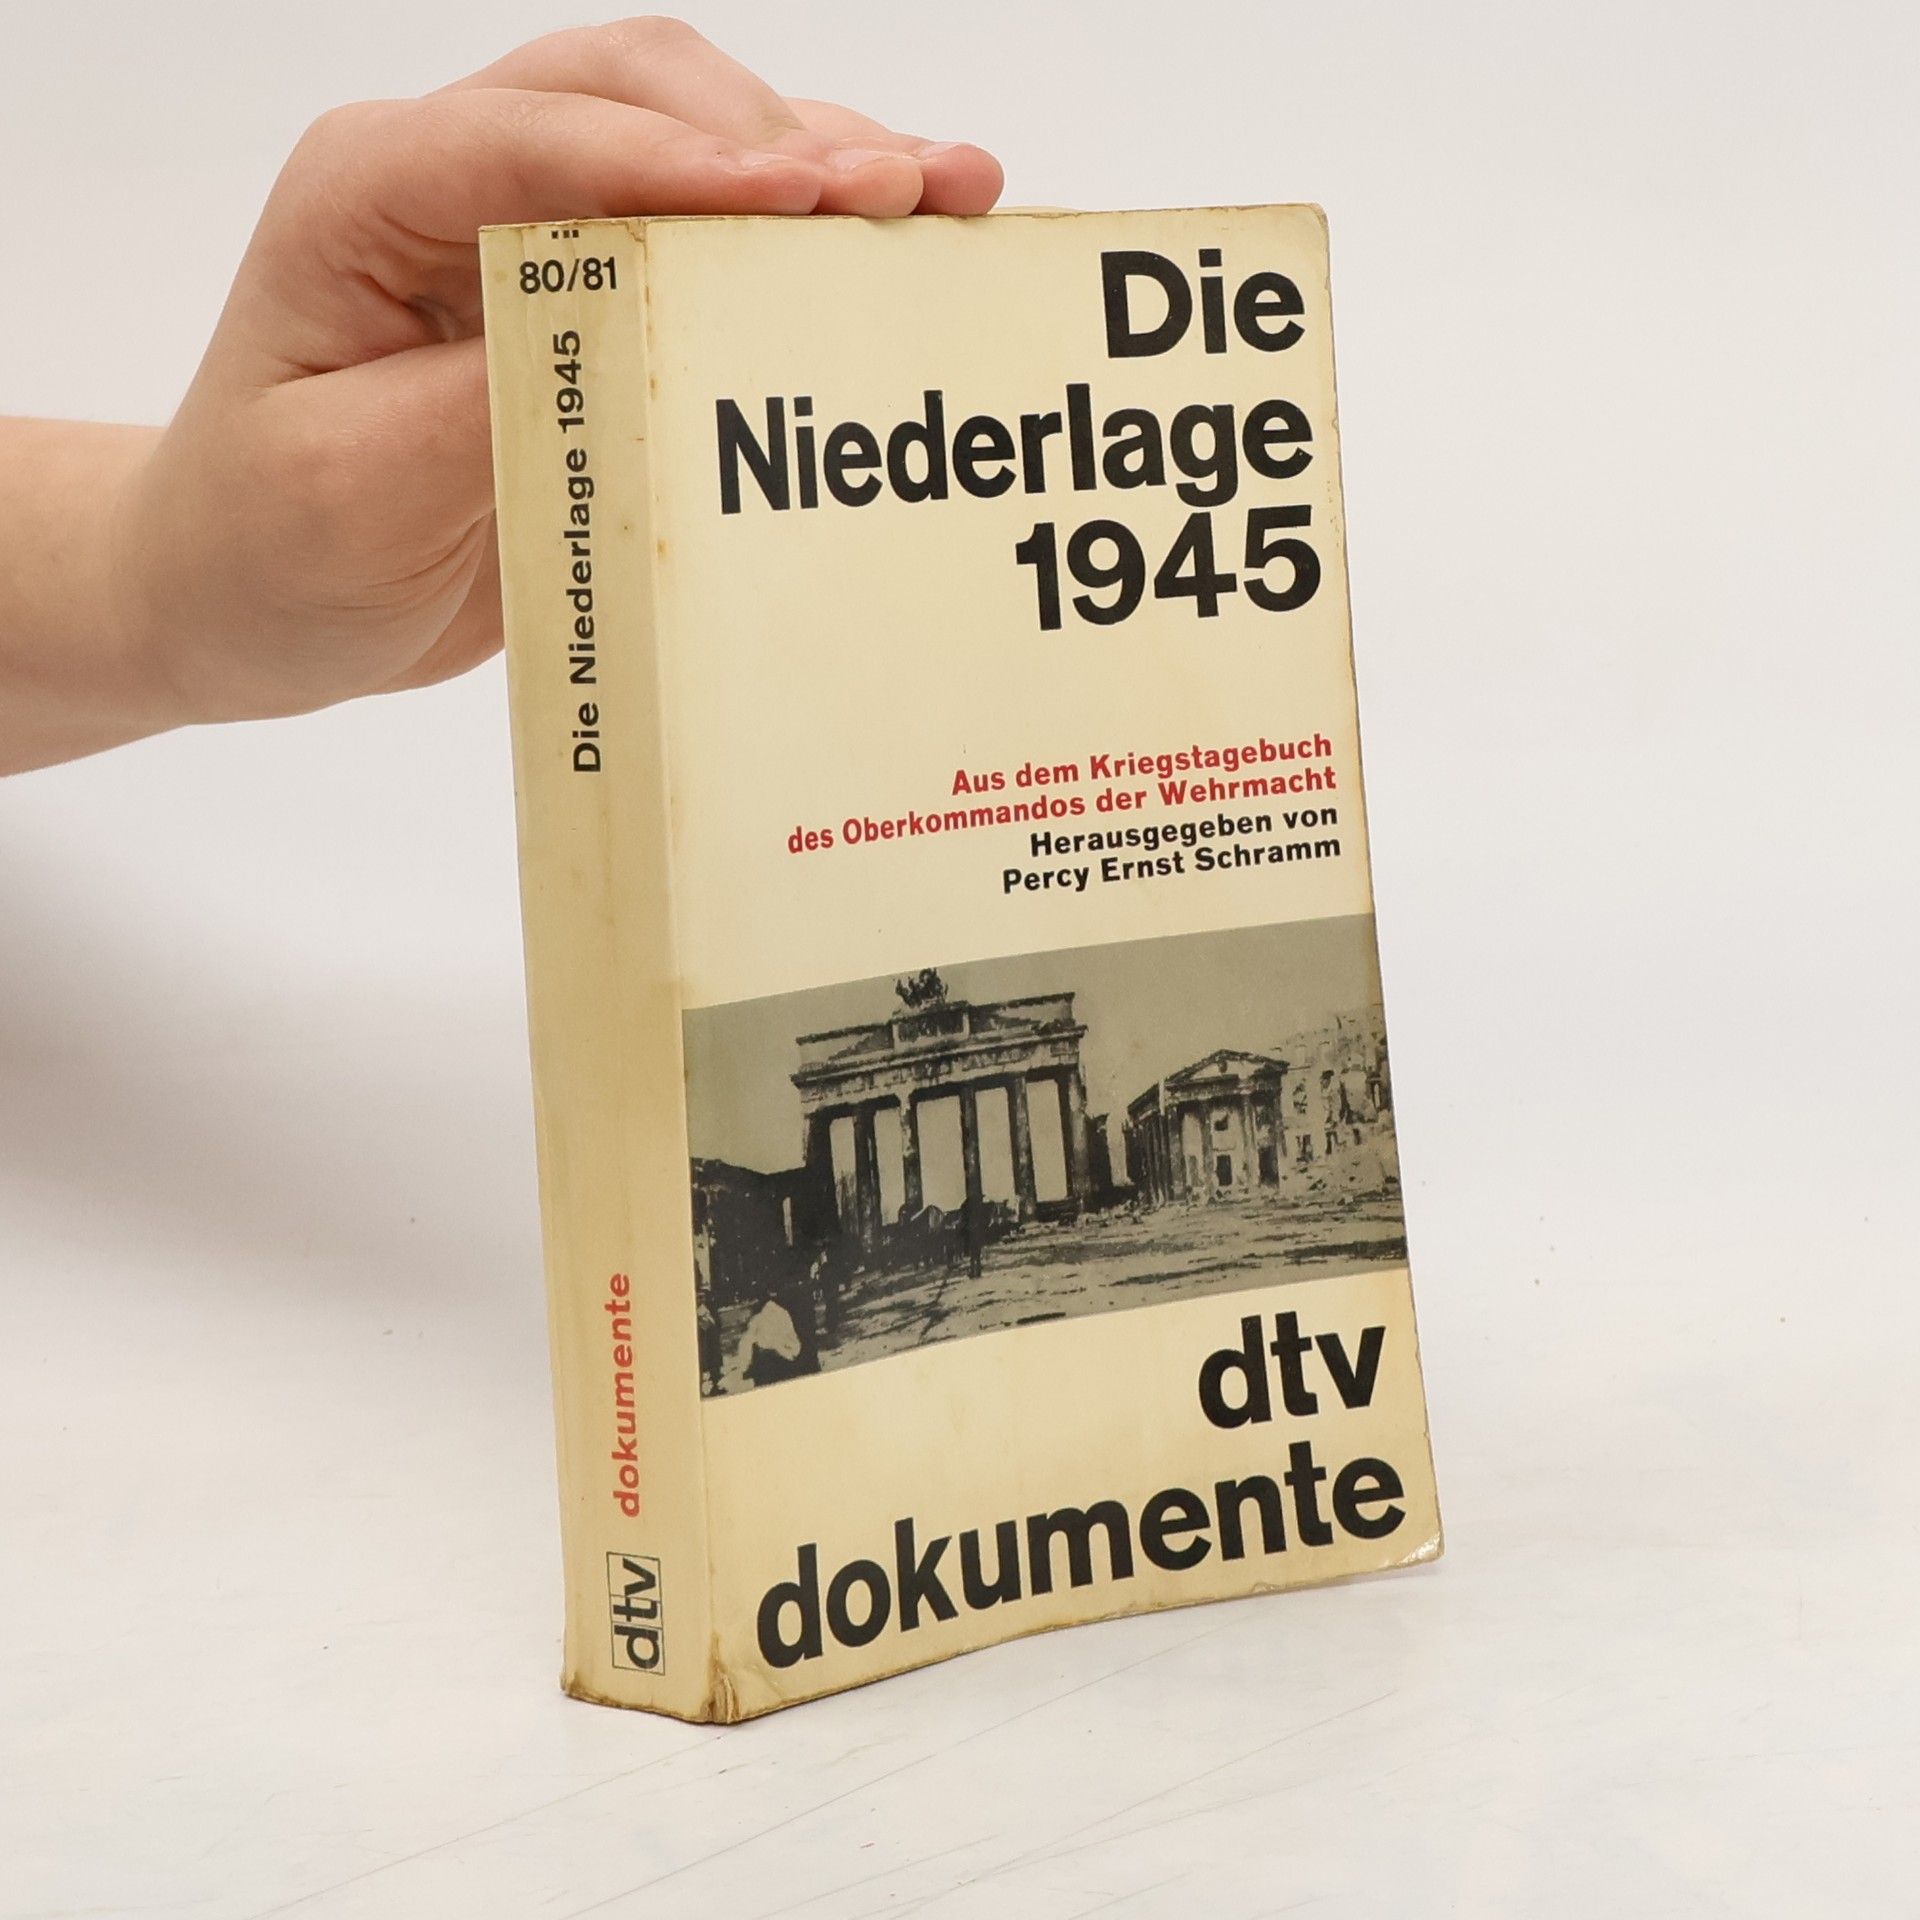 80/81
Die Niederlage 1945
dokumente
dtv
Die
Niederlage
1945
Aus dem Kriegstagebuch
des Oberkommandos der Wehrmacht
Herausgegeben von
Percy Ernst Schramm
dtv
dokumente